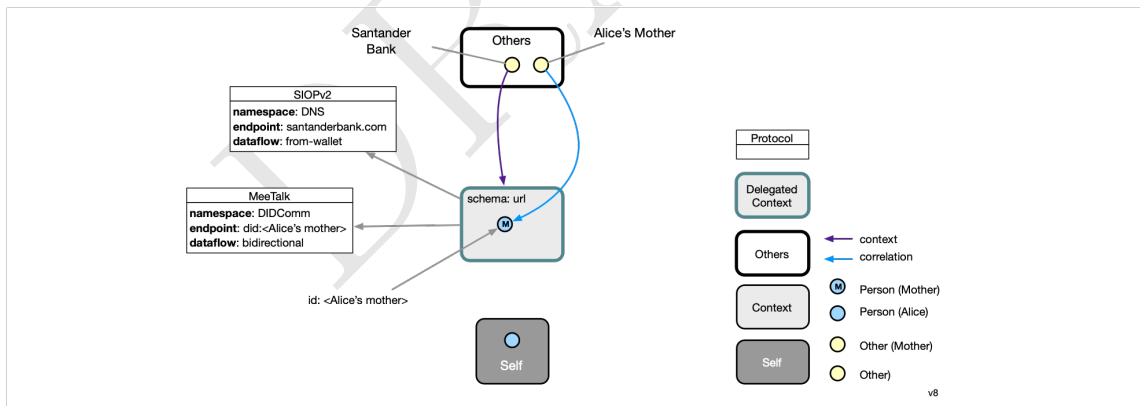 Santander
Bank
Others
Alice's Mother
SIOPv2
namespace: DNS
endpoint: santanderbank.com
dataflow: from-wallet
MeeTalk
namespace: DIDComm
endpoint: did:<Alice's mother>
dataflow: bidirectional
schema: url
M
id: <Alice's mother>
Self
Protocol
Delegated
Context
Others
context
correlation
Context
M
Person (Mother)
Person (Alice)
Self
Other (Mother)
Other)
v8